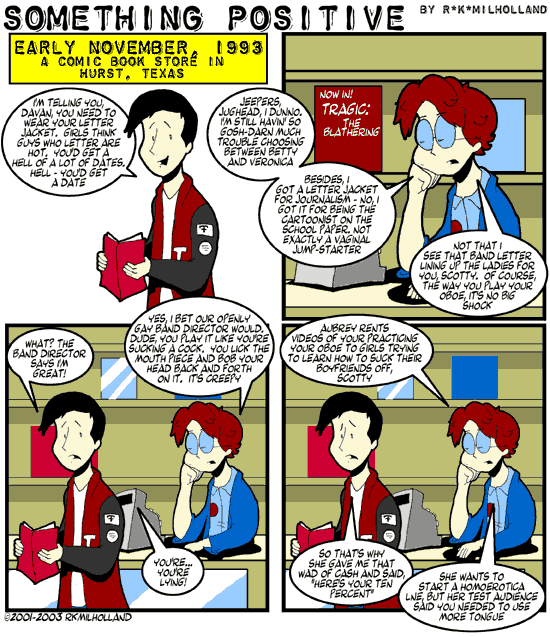 SOMETHING POSITIVE
BY R*K*MILHOLLAND
EARLY NOVEMBER, 1993
A COMIC BOOK STORE IN
HURST, TEXAS
I'M TELLING YOU,
DAVAN, YOU NEED TO
WEAR YOUR LETTER
JACKET. GIRLS THINK
GUYS WHO LETTER ARE
HOT. YOU'D GET A
HELL OF A LOT OF DATES.
HELL - YOU'D GET
A DATE
JEEPERS,
JUGHEAD, I DUNNO.
I'M STILL HAVIN' SO
GOSH-DARN MUCH
TROUBLE CHOOSING
BETWEEN BETTY
AND VERONICA
NOW IN!
TRAGIC:
THE
BLATHERING
BESIDES, I
GOT A LETTER JACKET
FOR JOURNALISM - NO, I
GOT IT FOR BEING THE
CARTOONIST ON THE
SCHOOL PAPER. NOT
EXACTLY A VAGINAL
JUMP-STARTER
NOT THAT I
SEE THAT BAND LETTER
LINING UP THE LADIES FOR
YOU, SCOTTY. OF COURSE,
THE WAY YOU PLAY YOUR
OBOE, IT'S NO BIG
SHOCK
WHAT? THE
BAND DIRECTOR
SAYS I'M
GREAT!
YES, I BET OUR OPENLY
GAY BAND DIRECTOR WOULD.
DUDE, YOU PLAY IT LIKE YOU'RE
SUCKING A COCK. YOU LICK THE
MOUTH PIECE AND BOB YOUR
HEAD BACK AND FORTH
ON IT. IT'S CREEPY
YOU'RE...
YOU'RE
LYING!
AUBREY RENTS
VIDEOS OF YOUR PRACTICING
YOUR OBOE TO GIRLS TRYING
TO LEARN HOW TO SUCK THEIR
BOYFRIENDS OFF,
SCOTTY
SO THAT'S WHY
SHE GAVE ME THAT
WAD OF CASH AND SAID,
"HERE'S YOUR TEN
PERCENT"
SHE WANTS TO
START A HOMOEROTICA
LNE, BUT HER TEST AUDIENCE
SAID YOU NEEDED TO USE
MORE TONGUE
©2001-2003 RKMILHOLLAND